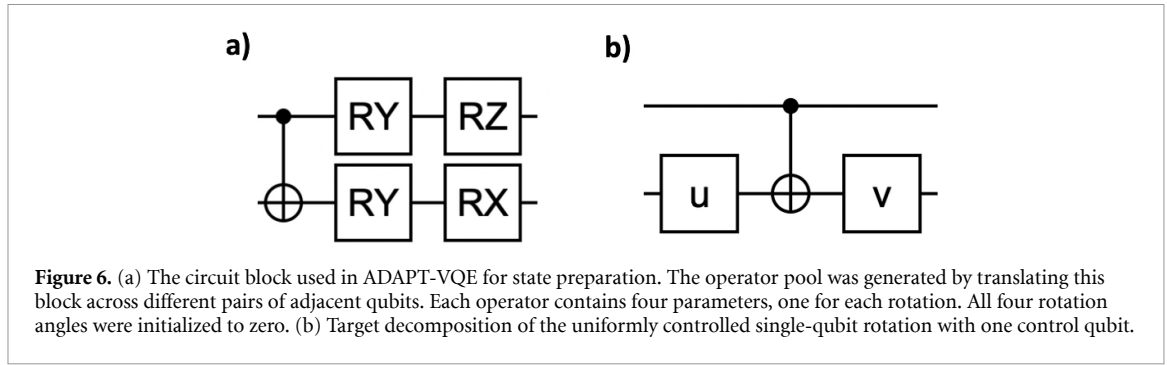 a)
b)
RY
RZ
RY
RX
u
v
Figure 6. (a) The circuit block used in ADAPT-VQE for state preparation. The operator pool was generated by translating this
block across different pairs of adjacent qubits. Each operator contains four parameters, one for each rotation. All four rotation
angles were initialized to zero. (b) Target decomposition of the uniformly controlled single-qubit rotation with one control qubit.